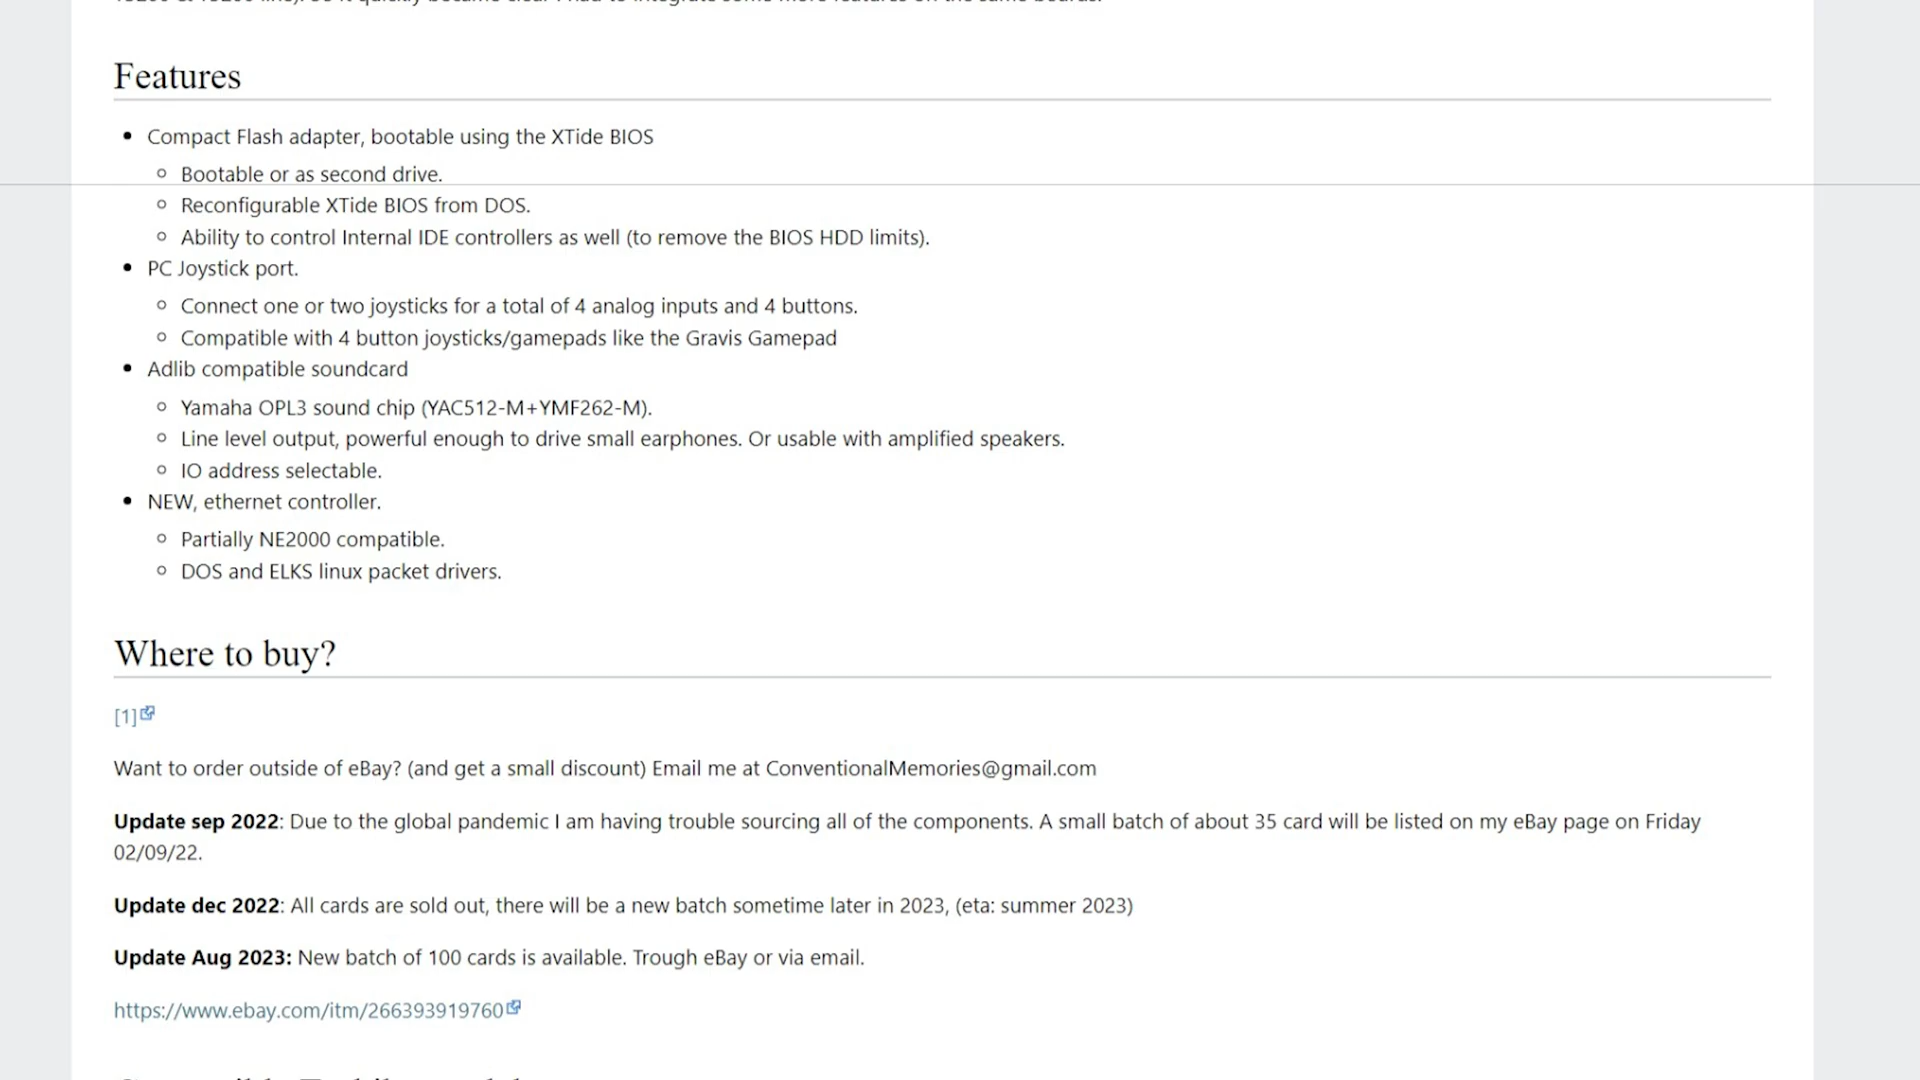 Features
Compact Flash adapter, bootable using the XTide BIOS
Bootable or as second drive.
Reconfigurable XTide BIOS from DOS.
Ability to control Internal IDE controllers as well (to remove the BIOS HDD limits).
PC Joystick port.
Connect one or two joysticks for a total of 4 analog inputs and 4 buttons.
Compatible with 4 button joysticks/gamepads like the Gravis Gamepad
Adlib compatible soundcard
Yamaha OPL3 sound chip (YAC512-M+YMF262-M).
Line level output, powerful enough to drive small earphones. Or usable with amplified speakers.
IO address selectable.
NEW, ethernet controller.
Partially NE2000 compatible.
DOS and ELKS linux packet drivers.
Where to buy?
[1]
Want to order outside of eBay? (and get a small discount) Email me at ConventionalMemories@gmail.com
Update sep 2022: Due to the global pandemic I am having trouble sourcing all of the components. A small batch of about 35 card will be listed on my eBay page on Friday
02/09/22.
Update dec 2022: All cards are sold out, there will be a new batch sometime later in 2023, (eta: summer 2023)
Update Aug 2023: New batch of 100 cards is available. Trough eBay or via email.
https://www.ebay.com/itm/266393919760